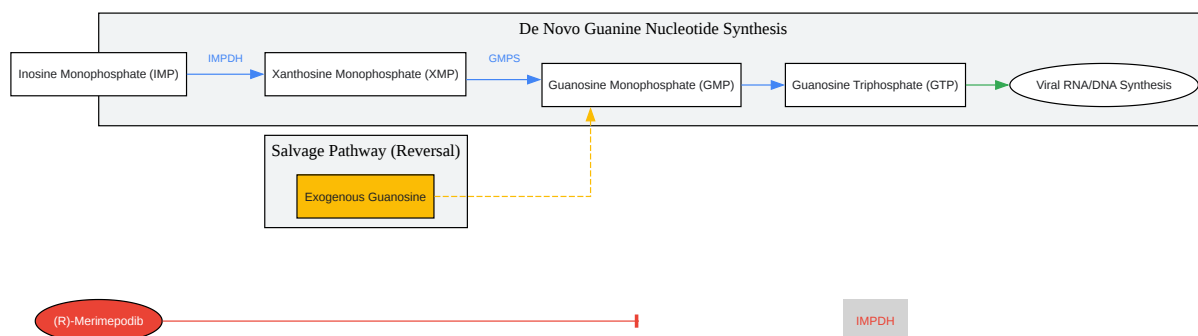 De Novo Guanine Nucleotide Synthesis
Inosine Monophosphate (IMP)
IMPDH
Xanthosine Monophosphate (XMP)
GMPS
Guanosine Monophosphate (GMP)
Guanosine Triphosphate (GTP)
Viral RNA/DNA Synthesis
Salvage Pathway (Reversal)
Exogenous Guanosine
(R)-Merimepodib
IMPDH